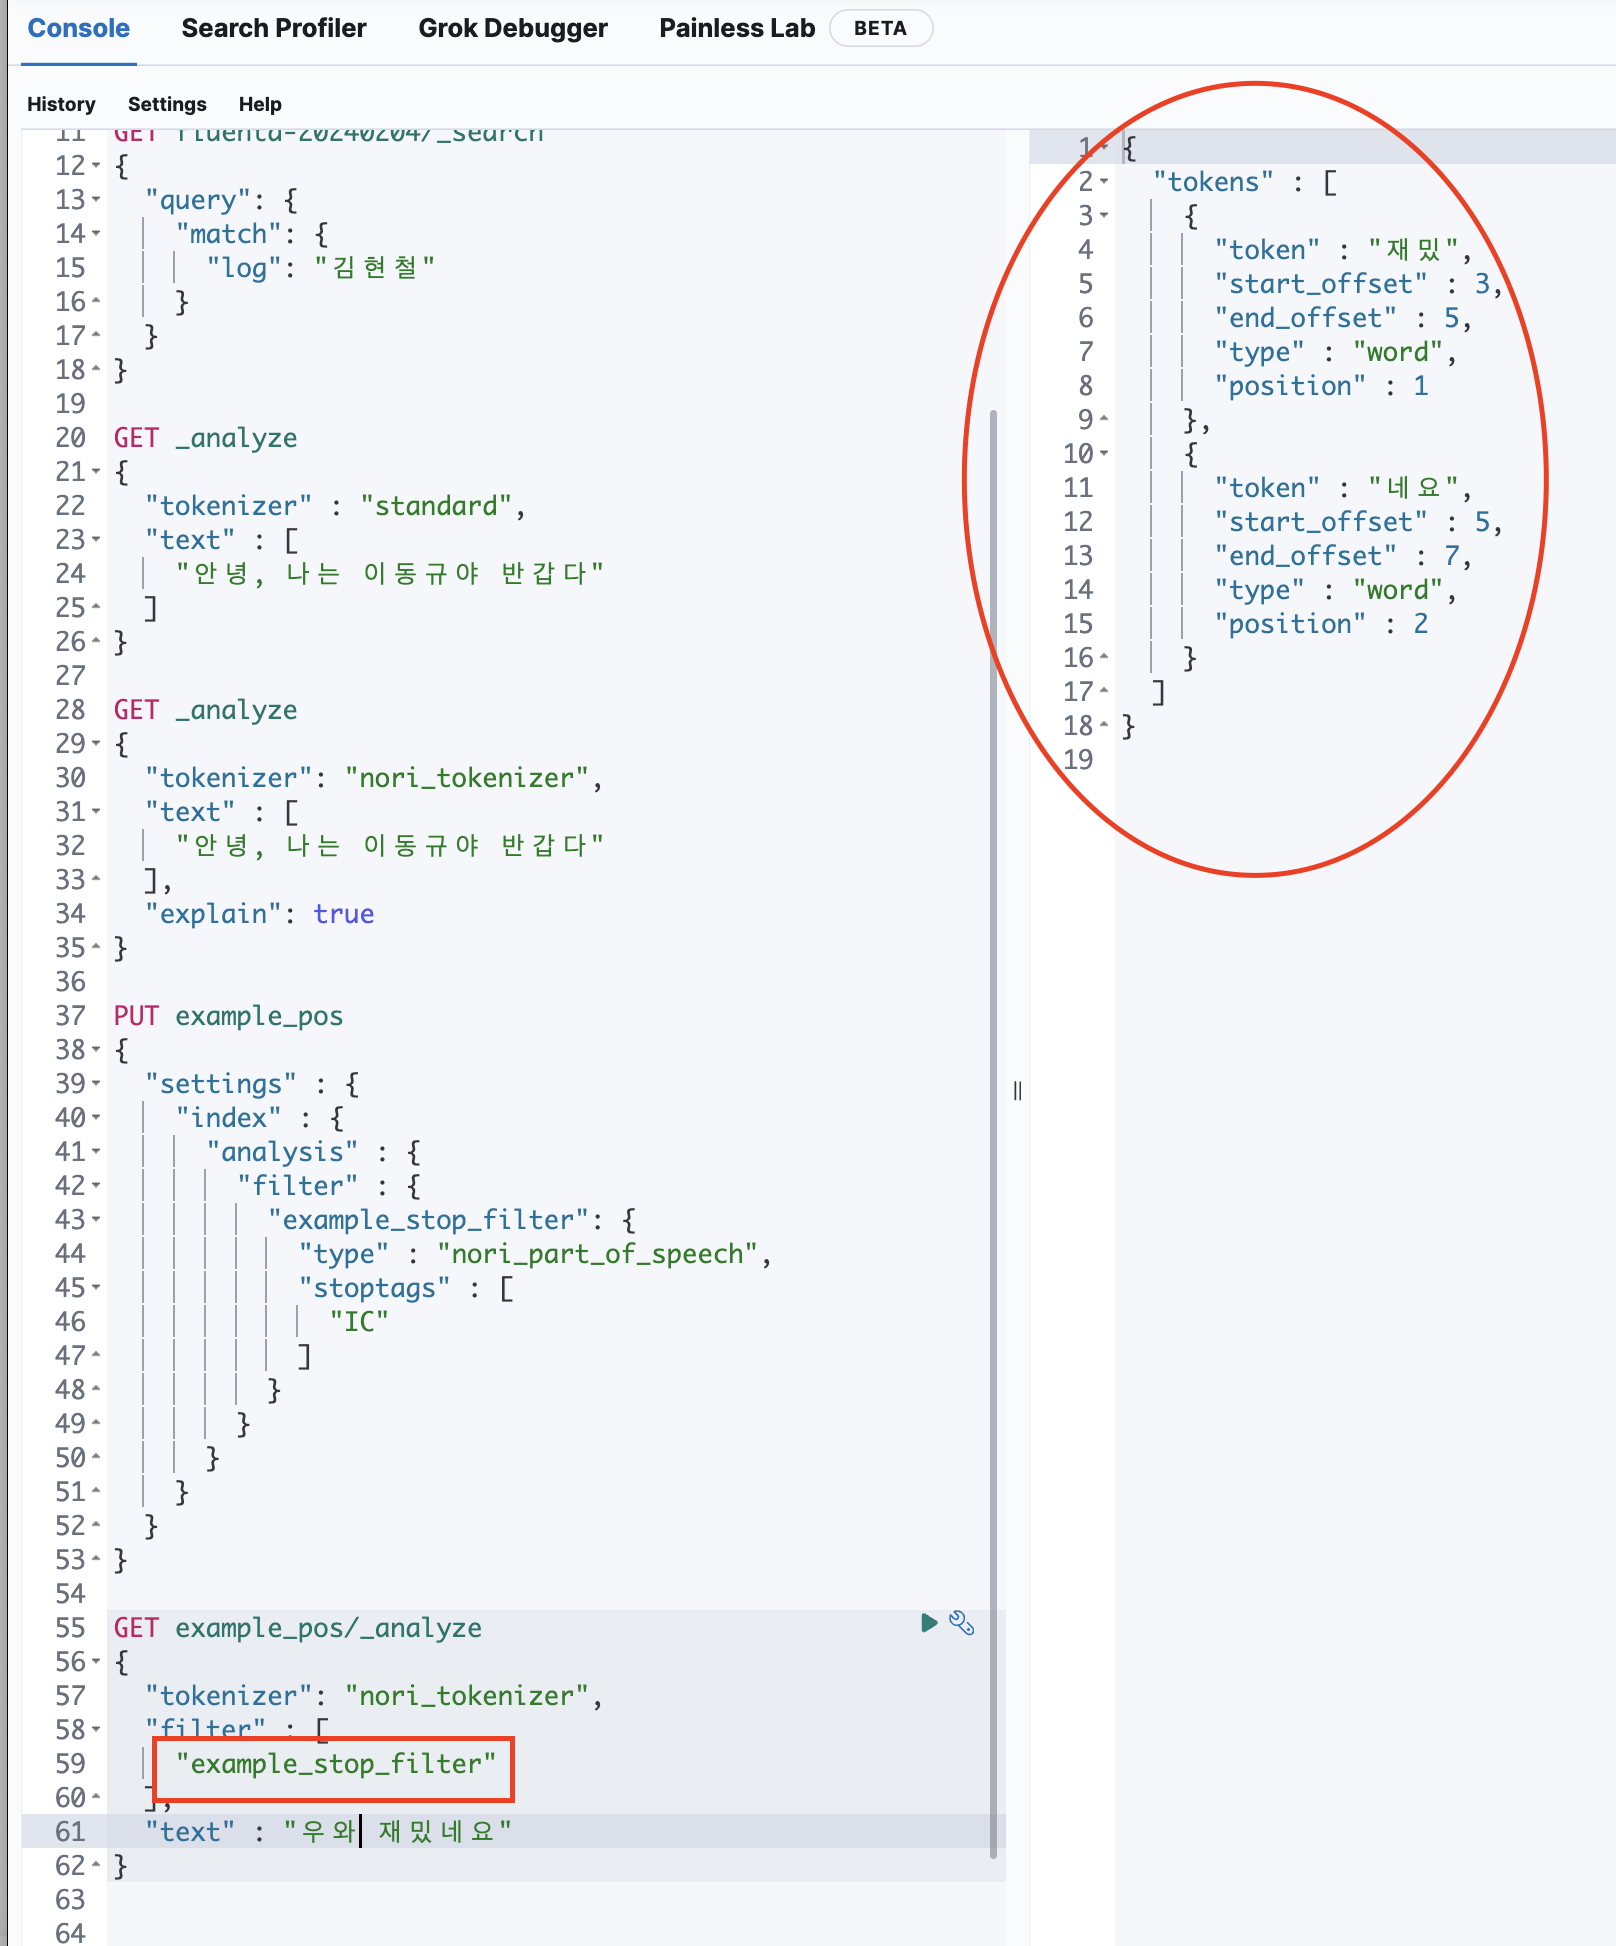 Console Search Profiler Grok Debugger Painless Lab BETA
History Settings Help
11 GET fluentd-20240204/_search
12 {
13 "query": {
14 "match": {
15 "log": "김현철"
16 }
17 }
18 }
19
20 GET _analyze
21 {
22 "tokenizer" : "standard",
23 "text" : [
24 "안녕, 나는 이동규야 반갑다"
25 ]
26 }
27
28 GET _analyze
29 {
30 "tokenizer": "nori_tokenizer",
31 "text" : [
32 "안녕, 나는 이동규야 반갑다"
33 ],
34 "explain": true
35 }
36
37 PUT example_pos
38 {
39 "settings" : {
40 "index" : {
41 "analysis" : {
42 "filter" : {
43 "example_stop_filter": {
44 "type" : "nori_part_of_speech",
45 "stoptags" : [
46 "IC"
47 ]
48 }
49 }
50 }
51 }
52 }
53 }
54
55 GET example_pos/_analyze
56 {
57 "tokenizer": "nori_tokenizer",
58 "filter" : [
59 "example_stop_filter"
60 ],
61 "text" : "우와 재밌네요"
62 }
63
64
1 {
2 "tokens" : [
3 {
4 "token" : "재밌",
5 "start_offset" : 3,
6 "end_offset" : 5,
7 "type" : "word",
8 "position" : 1
9 },
10 {
11 "token" : "네요",
12 "start_offset" : 5,
13 "end_offset" : 7,
14 "type" : "word",
15 "position" : 2
16 }
17 ]
18 }
19